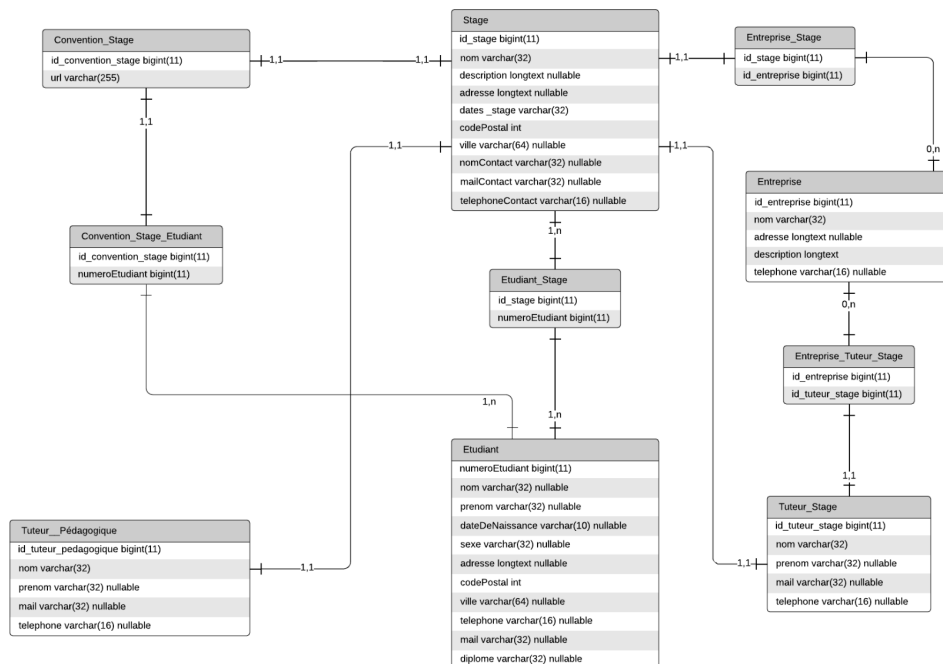 Convention_Stage
id_convention_stage bigint(11)
url varchar(255)
1,1
1,1
Stage
id_stage bigint(11)
nom varchar(32)
description longtext nullable
adresse longtext nullable
dates _stage varchar(32)
codePostal int
ville varchar(64) nullable
nomContact varchar(32) nullable
mailContact varchar(32) nullable
telephoneContact varchar(16) nullable
1,1
1,1
Entreprise_Stage
id_stage bigint(11)
id_entreprise bigint(11)
0,n
1,1
1,1
1,1
Entreprise
id_entreprise bigint(11)
nom varchar(32)
adresse longtext nullable
description longtext
telephone varchar(16) nullable
0,n
Convention_Stage_Etudiant
id_convention_stage bigint(11)
numeroEtudiant bigint(11)
1,n
1,n
Etudiant_Stage
id_stage bigint(11)
numeroEtudiant bigint(11)
1,n
Entreprise_Tuteur_Stage
id_entreprise bigint(11)
id_tuteur_stage bigint(11)
1,1
Etudiant
numeroEtudiant bigint(11)
nom varchar(32) nullable
prenom varchar(32) nullable
dateDeNaissance varchar(10) nullable
sexe varchar(32) nullable
adresse longtext nullable
codePostal int
ville varchar(64) nullable
telephone varchar(16) nullable
mail varchar(32) nullable
diplome varchar(32) nullable
Tuteur__Pédagogique
id_tuteur_pedagogique bigint(11)
nom varchar(32)
prenom varchar(32) nullable
mail varchar(32) nullable
telephone varchar(16) nullable
1,1
1,1
Tuteur_Stage
id_tuteur_stage bigint(11)
nom varchar(32)
prenom varchar(32) nullable
mail varchar(32) nullable
telephone varchar(16) nullable